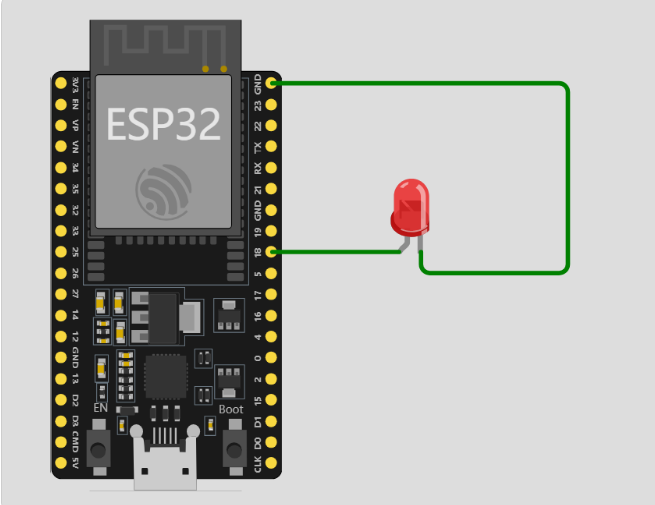 ESP32
3V3
EN
VP
VN
34
35
32
33
25
26
27
14
12
GND
13
D2
D3
CMD
5V
GND
23
22
TX
RX
21
GND
19
18
5
17
16
4
0
2
15
D1
D0
CLK
EN
Boot